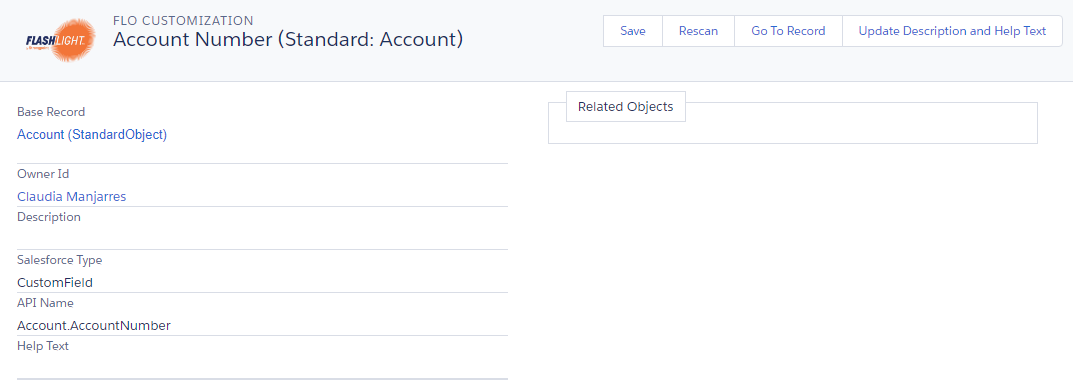 FLASHLIGHT.
FLO CUSTOMIZATION
Account Number (Standard: Account)
Save
Rescan
Go To Record
Update Description and Help Text
Base Record
Account (StandardObject)
Owner Id
Claudia Manjarres
Description
Salesforce Type
CustomField
API Name
Account.AccountNumber
Help Text
Related Objects